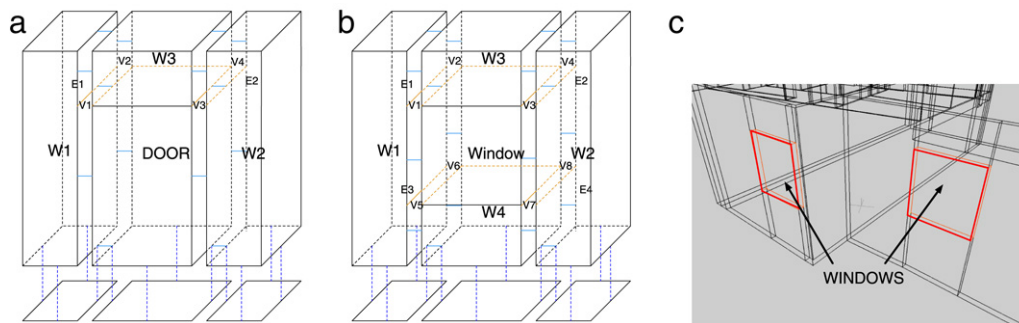 a
W3
V2
V4
E1
E2
V1
V3
W1
DOOR
W2
b
W3
V2
V4
E1
E2
V1
V3
W1
Window
W2
V6
V8
E3
E4
V5
V7
W4
c
WINDOWS